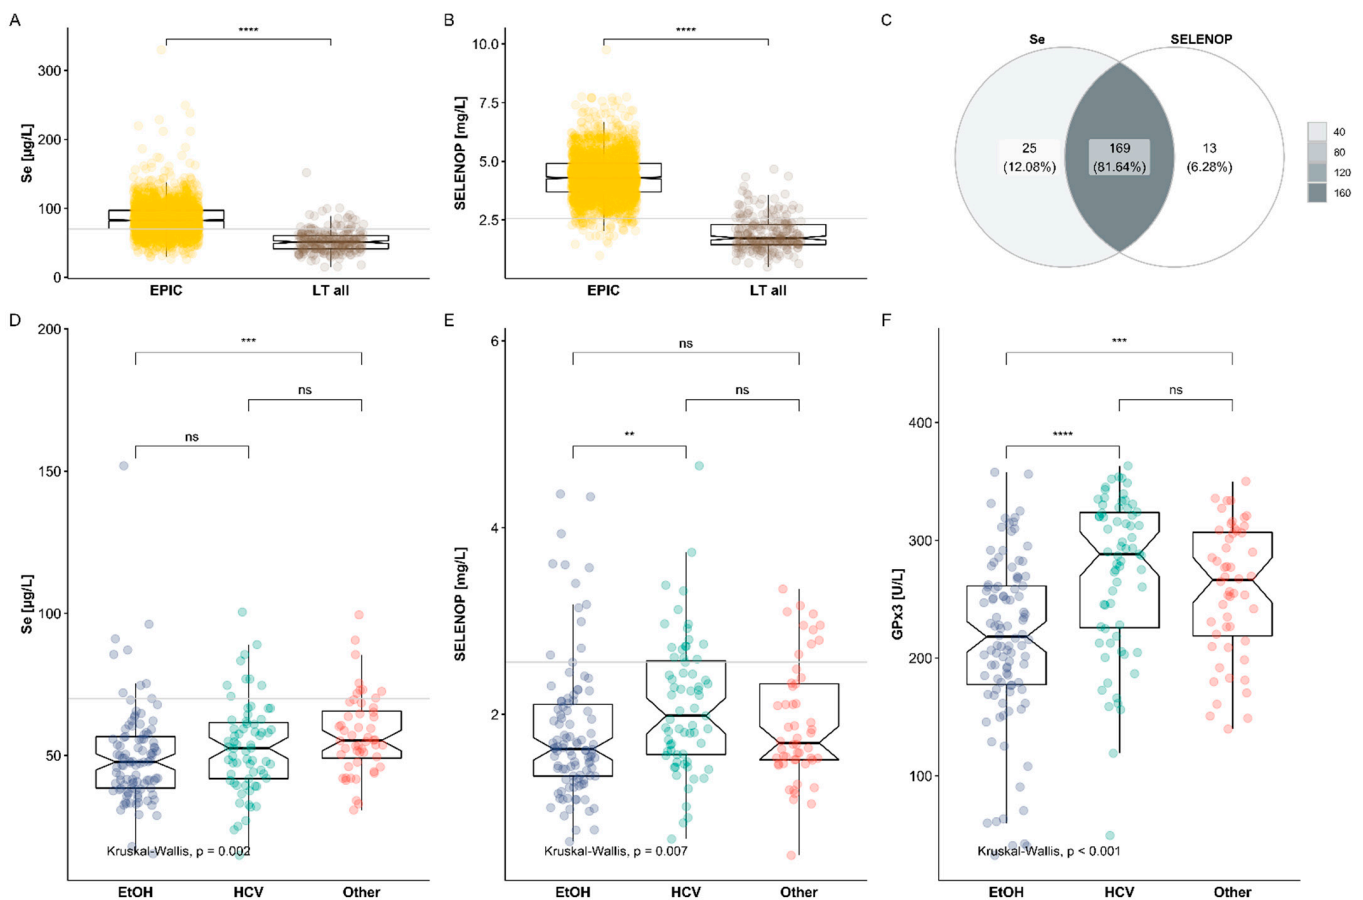 A
****
Se [µg/L]
300
200
100
0
EPIC
LT all
B
****
SELENOP [mg/L]
10.0
7.5
5.0
2.5
EPIC
LT all
C
Se
SELENOP
25
(12.08%)
169
(81.64%)
13
(6.28%)
40
80
120
160
D
Se [µg/L]
200
150
100
50
***
ns
ns
Kruskal-Wallis, p = 0.002
EtOH
HCV
Other
E
SELENOP [mg/L]
6
4
2
ns
ns
**
Kruskal-Wallis, p = 0.007
EtOH
HCV
Other
F
GPx3 [U/L]
400
300
200
100
***
ns
****
Kruskal-Wallis, p < 0.001
EtOH
HCV
Other